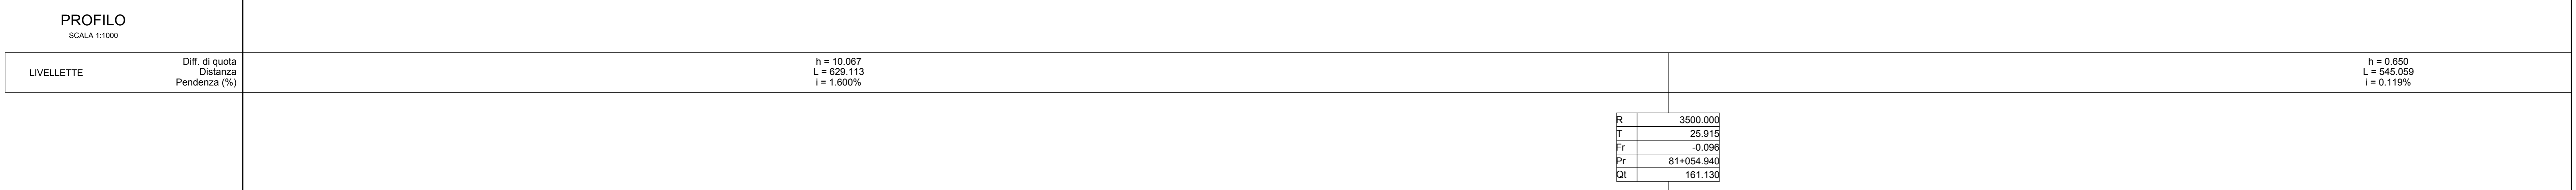 PROFILO
SCALA 1:1000
LIVELLETTE
Diff. di quota
Distanza
Pendenza (%)
h = 10.067
L = 629.113
i = 1.600%
h = 0.650
L = 545.059
i = 0.119%
R 3500.000
T 25.915
Fr -0.096
Pr 81+054.940
Qt 161.130